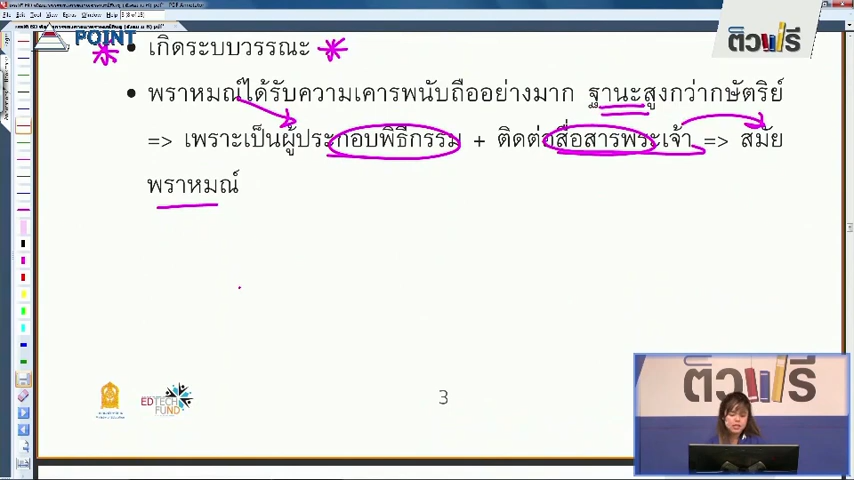 POINT
ติวฟรี
เกิดระบบวรรณะ
พราหมณ์ได้รับความเคารพนับถืออย่างมาก ฐานะสูงกว่ากษัตริย์
=> เพราะเป็นผู้ประกอบพิธีกรรม + ติดต่อสื่อสารพระเจ้า => สมัย
พราหมณ์
EDTECH
FUND
3
ติวฟรี